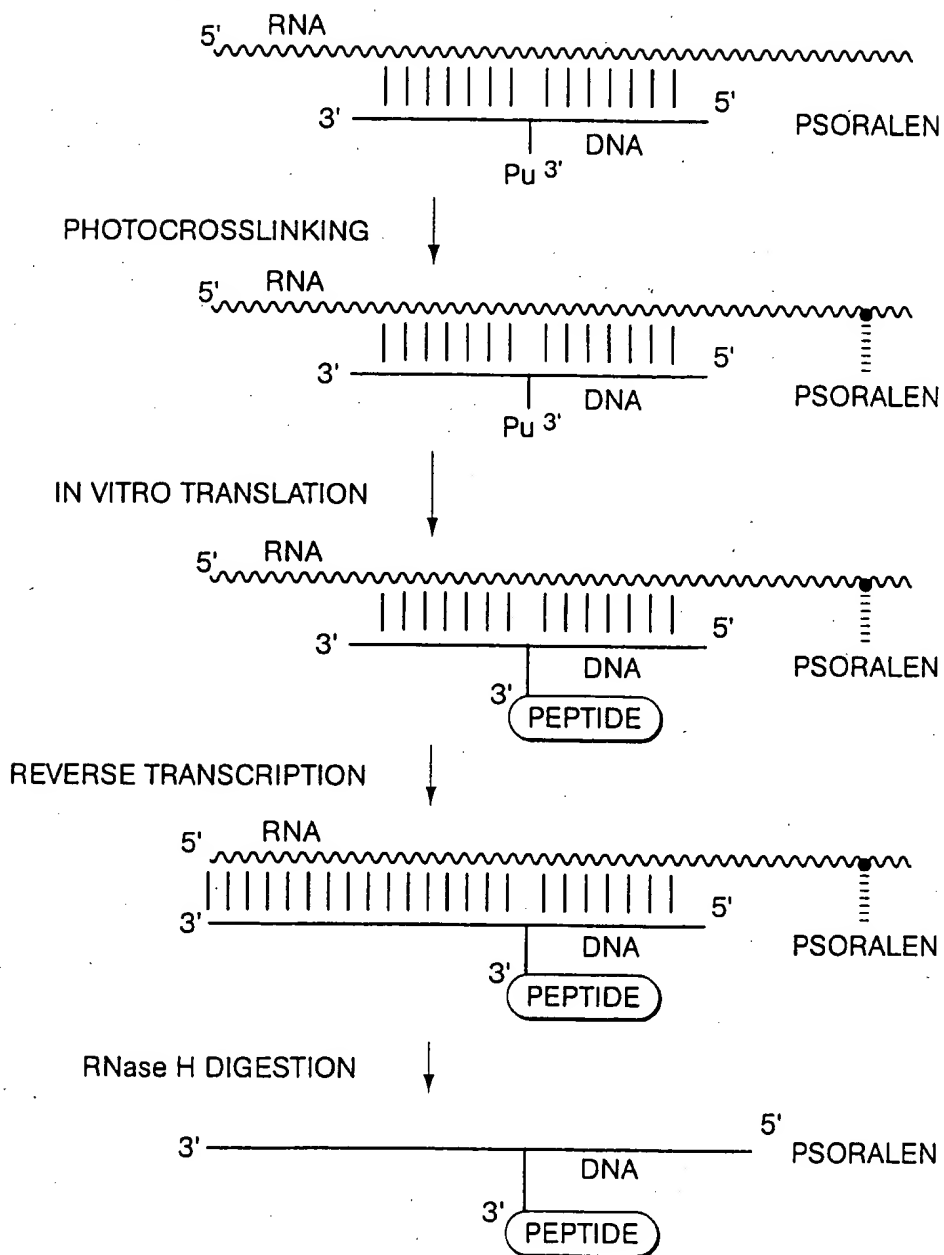 RNA
5'
5'
3'
PSORALEN
DNA
Pu 3'
PHOTOCROSSLINKING
RNA
5'
5'
3'
DNA
PSORALEN
Pu 3'
IN VITRO TRANSLATION
RNA
5'
5'
3'
DNA
PSORALEN
3'
PEPTIDE
REVERSE TRANSCRIPTION
RNA
5'
5'
3'
DNA
PSORALEN
3'
PEPTIDE
RNase H DIGESTION
5'
3'
PSORALEN
DNA
3'
PEPTIDE